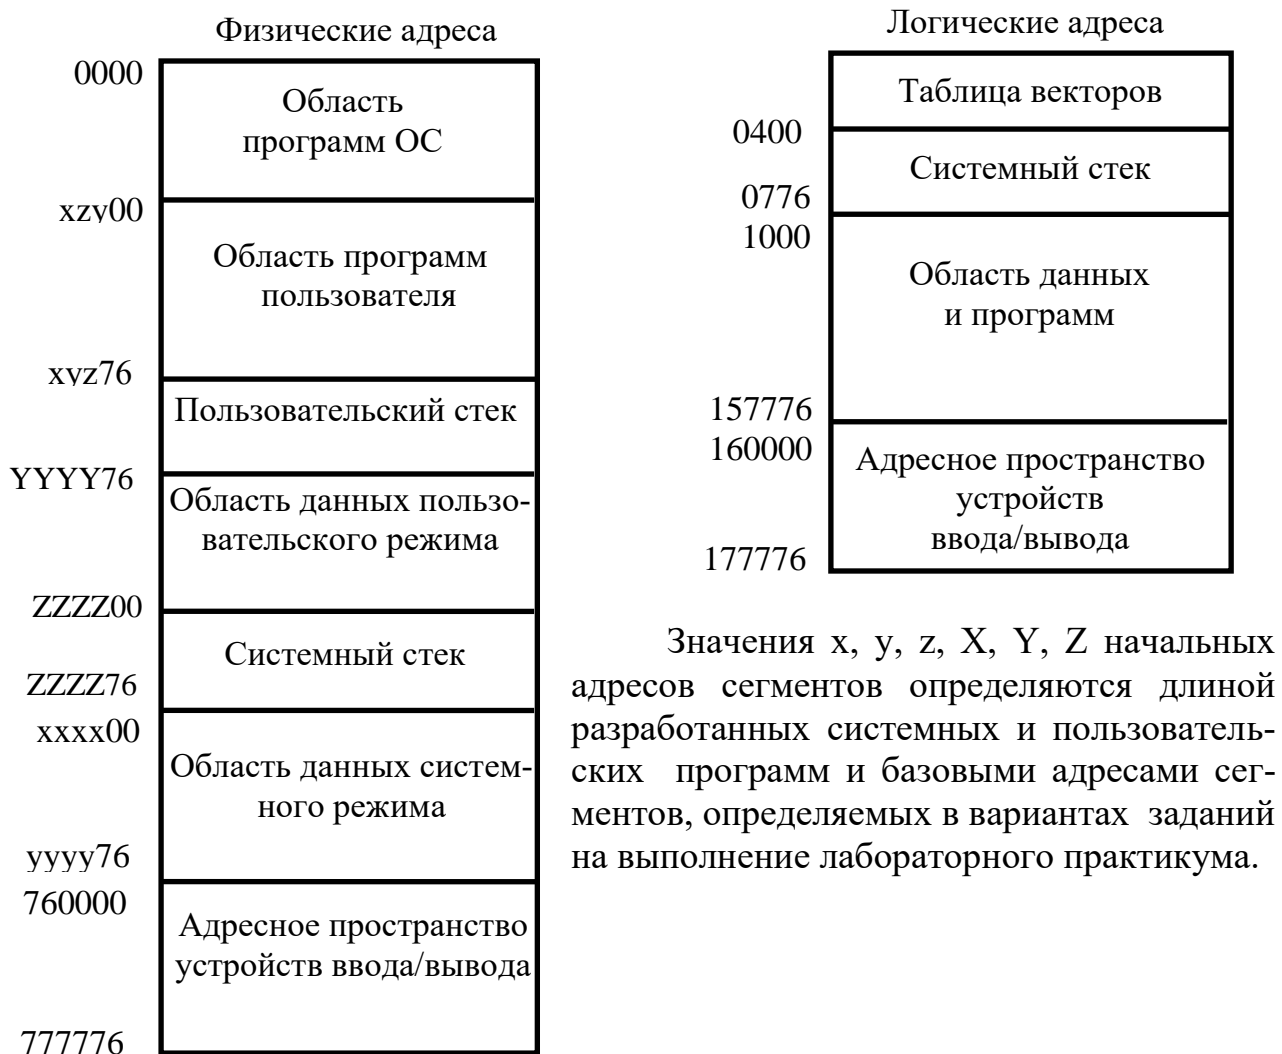 Физические адреса
0000
Область
программ ОС
xzy00
Область программ
пользователя
xyz76
Пользовательский стек
YYYY76
Область данных пользо-
вательского режима
ZZZZ00
Системный стек
ZZZZ76
xxxx00
Область данных систем-
ного режима
yyyy76
760000
Адресное пространство
устройств ввода/вывода
777776
Логические адреса
Таблица векторов
0400
Системный стек
0776
1000
Область данных
и программ
157776
160000
Адресное пространство
устройств
ввода/вывода
177776
Значения x, y, z, X, Y, Z начальных
адресов сегментов определяются длиной
разработанных системных и пользователь-
ских программ и базовыми адресами сег-
ментов, определяемых в вариантах заданий
на выполнение лабораторного практикума.